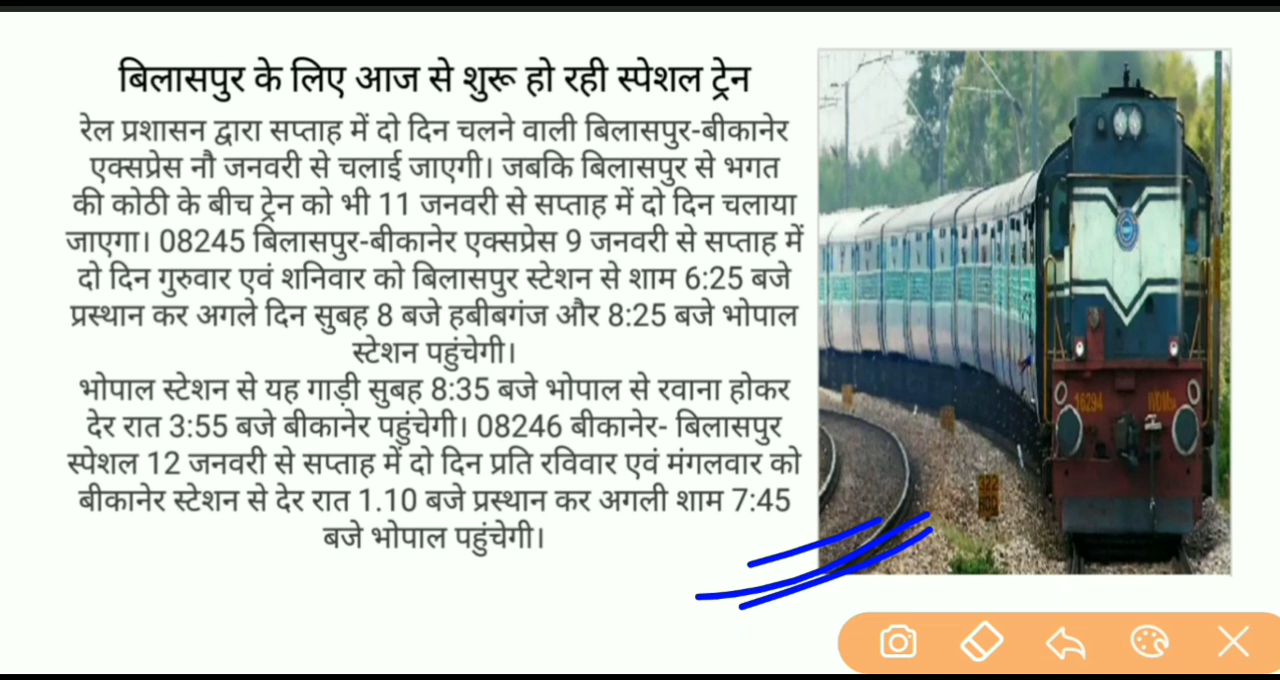 बिलासपुर के लिए आज से शुरू हो रही स्पेशल ट्रेन
रेल प्रशासन द्वारा सप्ताह में दो दिन चलने वाली बिलासपुर-बीकानेर
एक्सप्रेस नौ जनवरी से चलाई जाएगी। जबकि बिलासपुर से भगत
की कोठी के बीच ट्रेन को भी 11 जनवरी से सप्ताह में दो दिन चलाया
जाएगा। 08245 बिलासपुर-बीकानेर एक्सप्रेस 9 जनवरी से सप्ताह में
दो दिन गुरुवार एवं शनिवार को बिलासपुर स्टेशन से शाम 6:25 बजे
प्रस्थान कर अगले दिन सुबह 8 बजे हबीबगंज और 8:25 बजे भोपाल
स्टेशन पहुंचेगी।
भोपाल स्टेशन से यह गाड़ी सुबह 8:35 बजे भोपाल से रवाना होकर
देर रात 3:55 बजे बीकानेर पहुंचेगी। 08246 बीकानेर- बिलासपुर
स्पेशल 12 जनवरी से सप्ताह में दो दिन प्रति रविवार एवं मंगलवार को
बीकानेर स्टेशन से देर रात 1.10 बजे प्रस्थान कर अगली शाम 7:45
बजे भोपाल पहुंचेगी।
16294
322